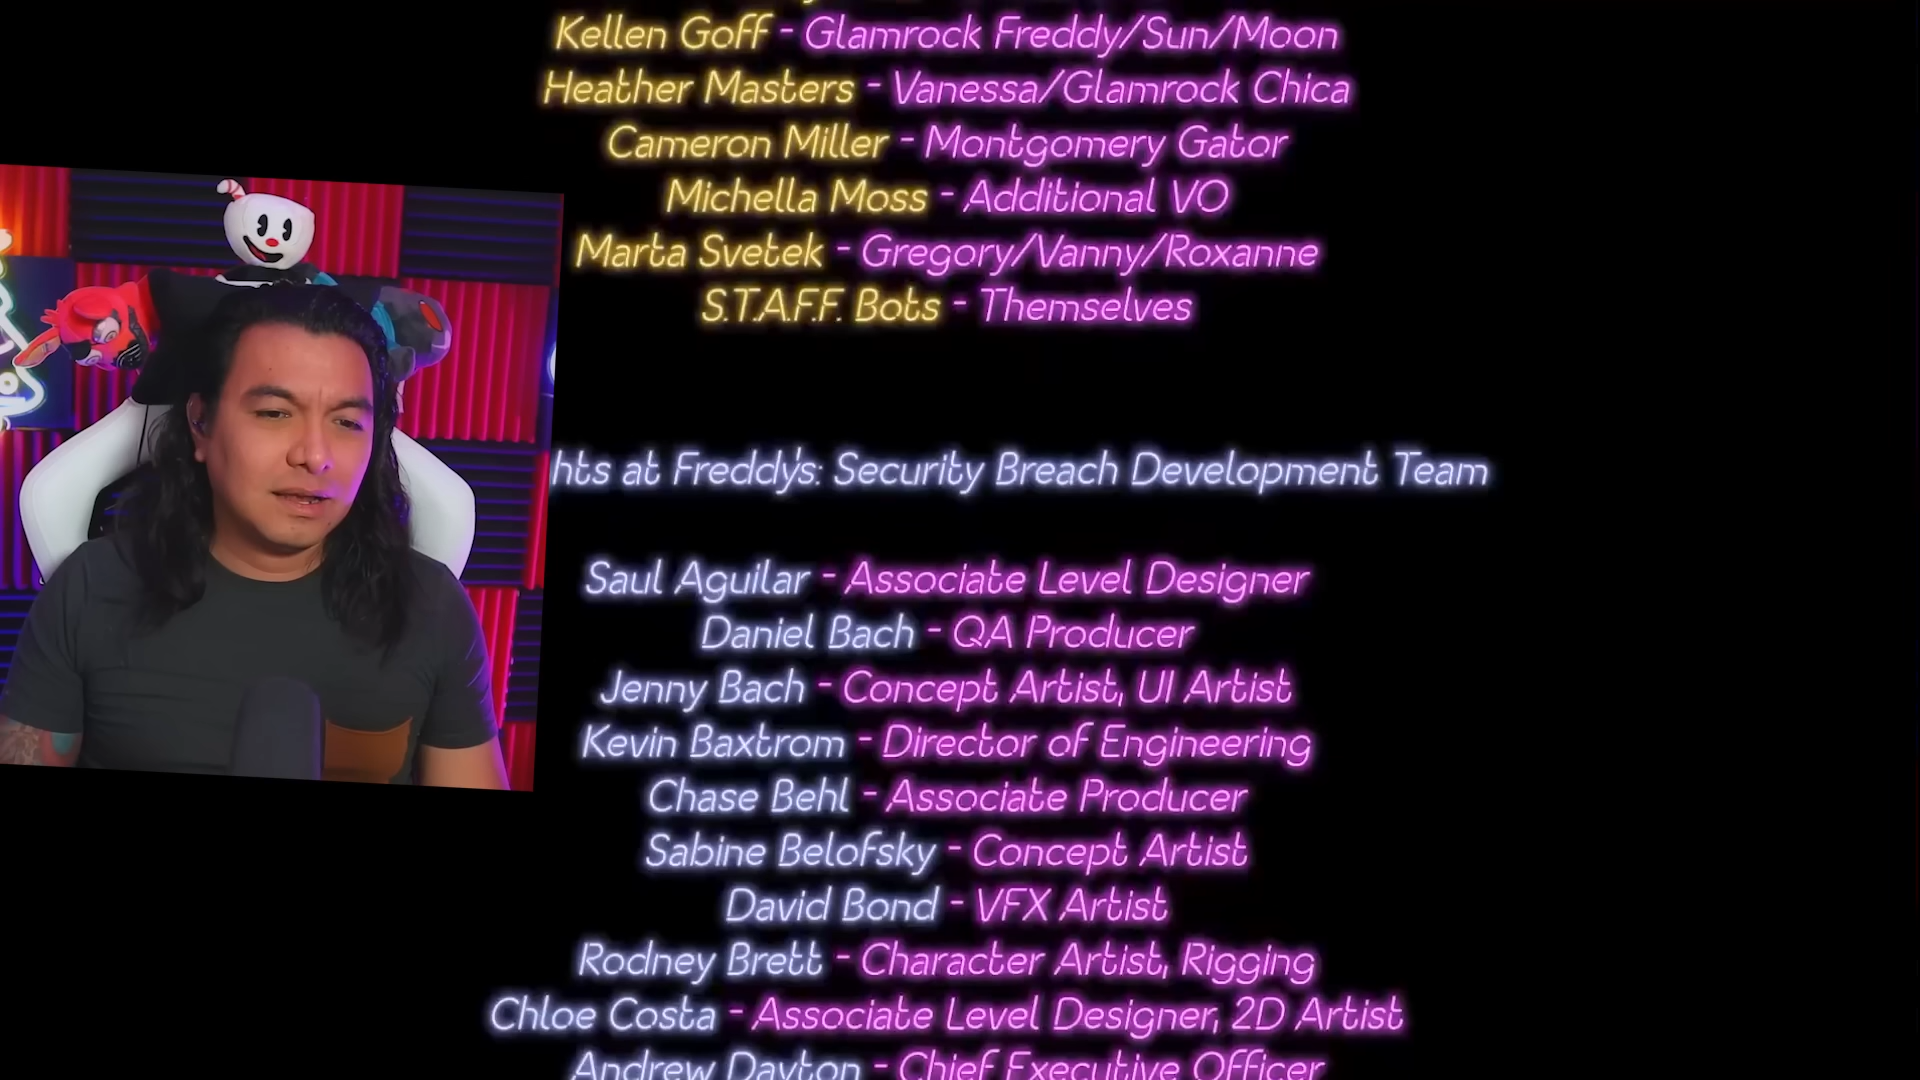 Kellen Goff - Glamrock Freddy/Sun/Moon
Heather Masters - Vanessa/Glamrock Chica
Cameron Miller - Montgomery Gator
Michella Moss - Additional VO
Marta Svetek - Gregory/Vanny/Roxanne
S.T.A.F.F. Bots - Themselves
hts at Freddy's: Security Breach Development Team
Saul Aguilar - Associate Level Designer
Daniel Bach - QA Producer
Jenny Bach - Concept Artist, UI Artist
Kevin Baxtrom - Director of Engineering
Chase Behl - Associate Producer
Sabine Belofsky - Concept Artist
David Bond - VFX Artist
Rodney Brett - Character Artist, Rigging
Chloe Costa - Associate Level Designer, 2D Artist
Andrew Dayton - Chief Executive Officer